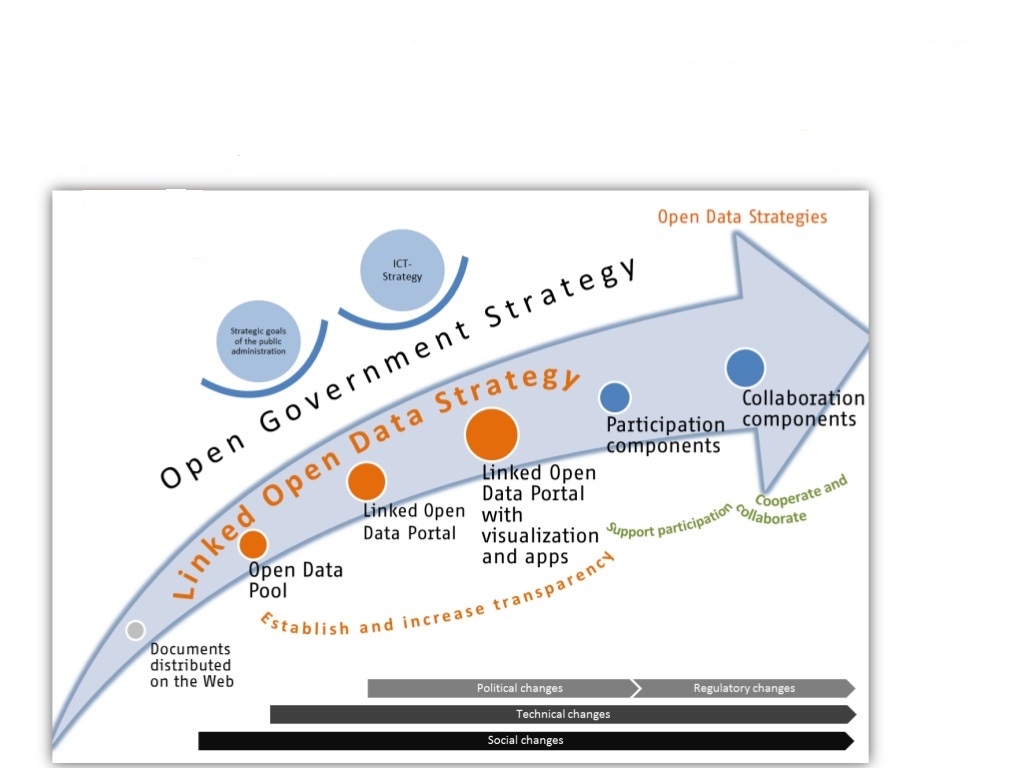 Open Data Strategies
ICT-
Strategy
Strategic goals
of the public
administration
Open Government Strategy
Linked Open Data Strategy
Collaboration
components
Participation
components
Linked Open
Data Portal
with
visualization
and apps
Linked Open
Data Portal
Open Data
Pool
Documents
distributed
on the Web
Establish and increase transparency
Support participation
Cooperate and
collaborate
Political changes
Regulatory changes
Technical changes
Social changes